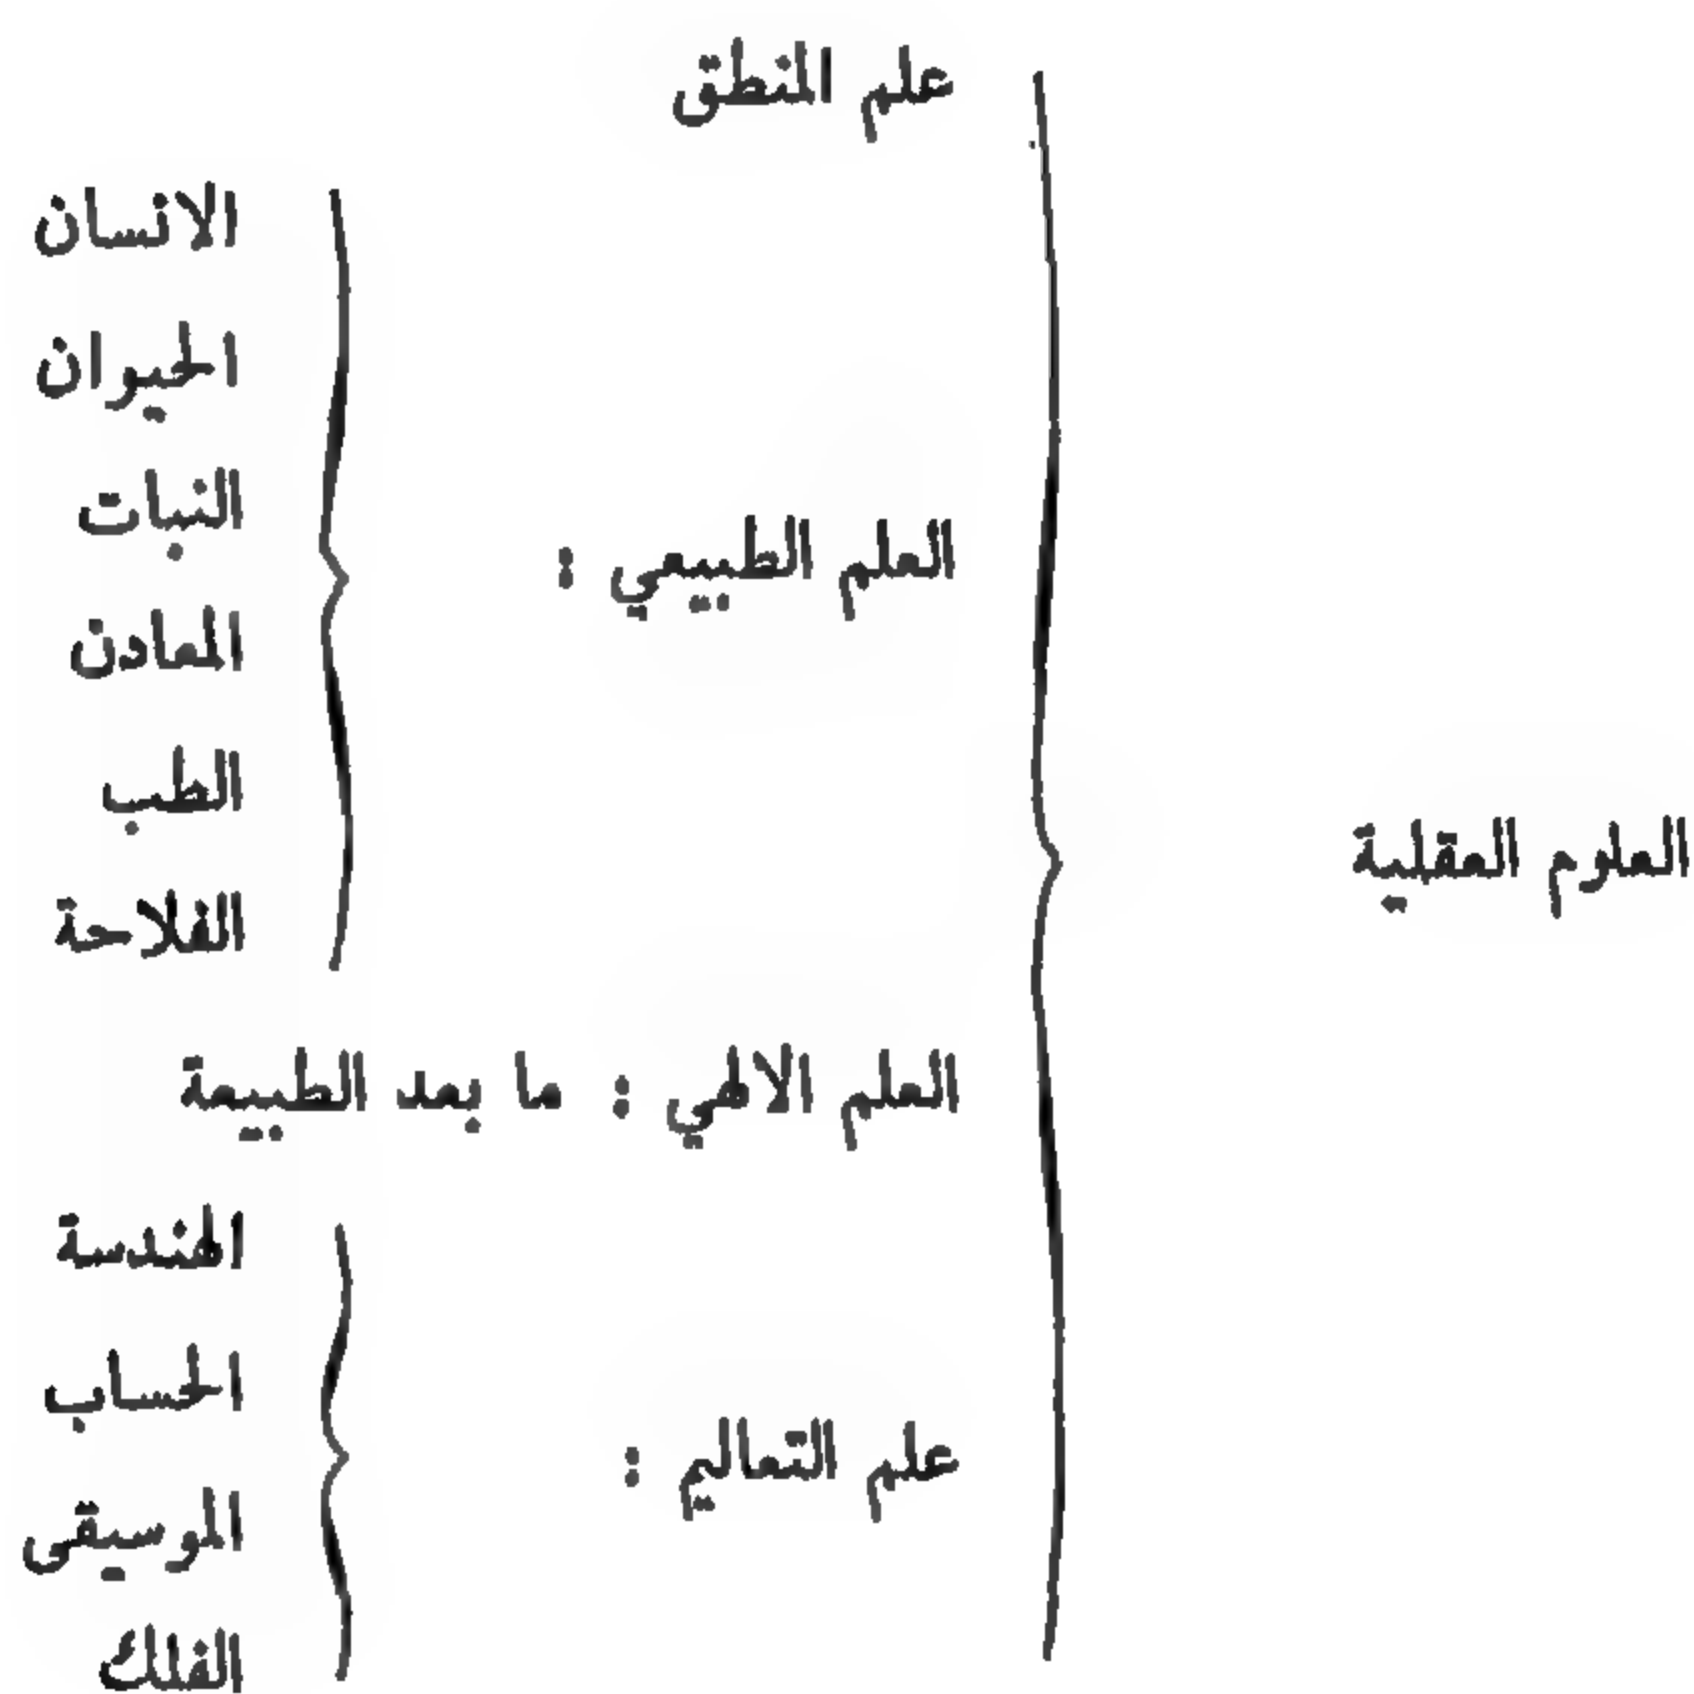 علم المنطق
الانسان
الحيوان
النبات
العلم الطبيعي :
المعادن
الطب
العلوم العقلية
الفلاحة
العلم الالهي : ما بعد الطبيعة
الهندسة
الحساب
علم التعاليم :
الموسيقى
الفلك